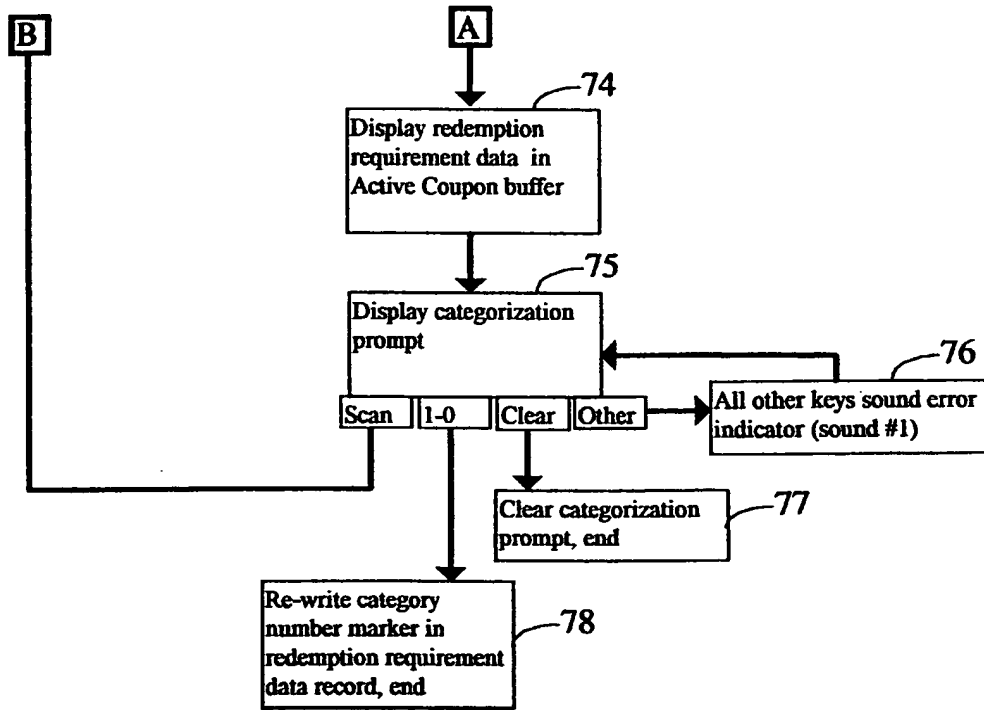 B
A
74
Display redemption
requirement data in
Active Coupon buffer
75
Display categorization
prompt
Scan
1-0
Clear
Other
76
All other keys sound error
indicator (sound #1)
Clear categorization
prompt, end
77
Re-write category
number marker in
redemption requirement
data record, end
78